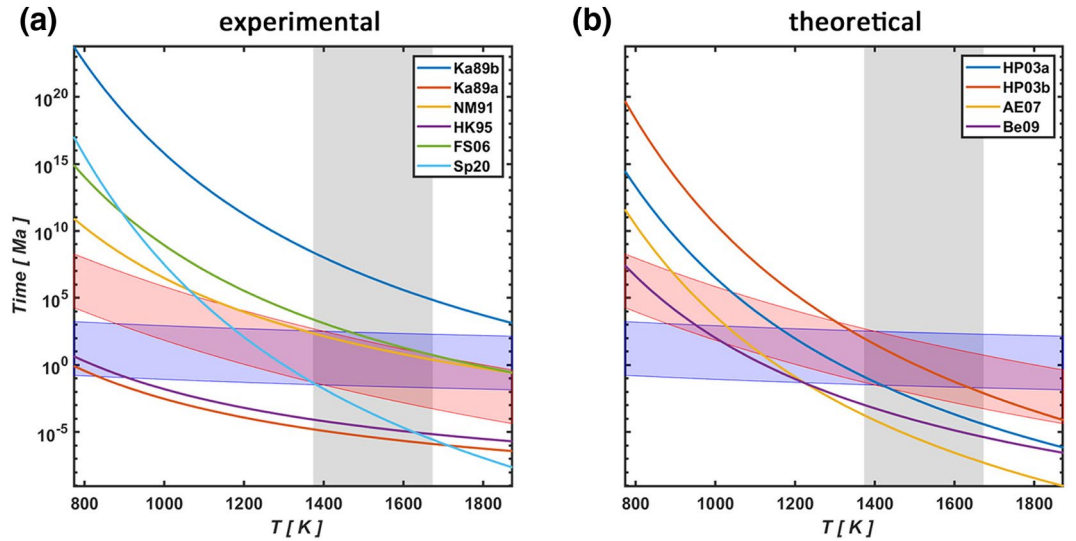 (a) experimental
Ka89b
Ka89a
NM91
HK95
FS06
Sp20
10^20
10^15
10^10
10^5
10^0
10^-5
Time [ Ma ]
800 1000 1200 1400 1600 1800
T [ K ]
(b) theoretical
HP03a
HP03b
AE07
Be09
800 1000 1200 1400 1600 1800
T [ K ]